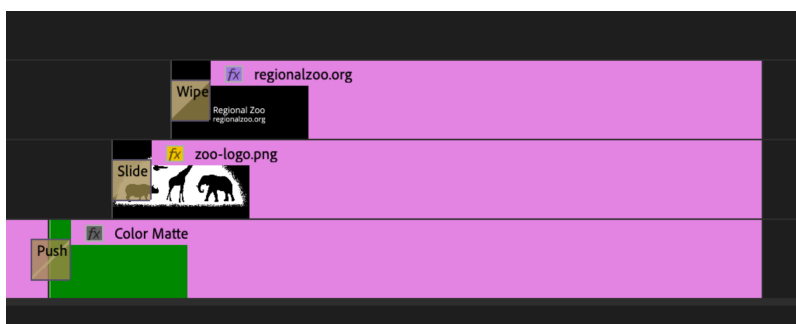 fx regionalzoo.org
Wipe
Regional Zoo
regionalzoo.org
fx zoo-logo.png
Slide
fx Color Matte
Push